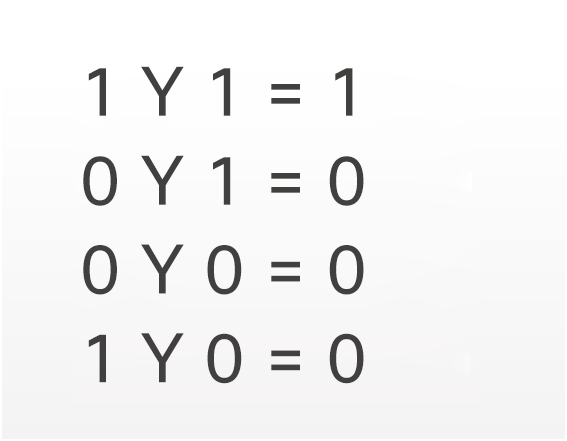 1 Y 1 = 1
0 Y 1 = 0
0 Y 0 = 0
1 Y 0 = 0